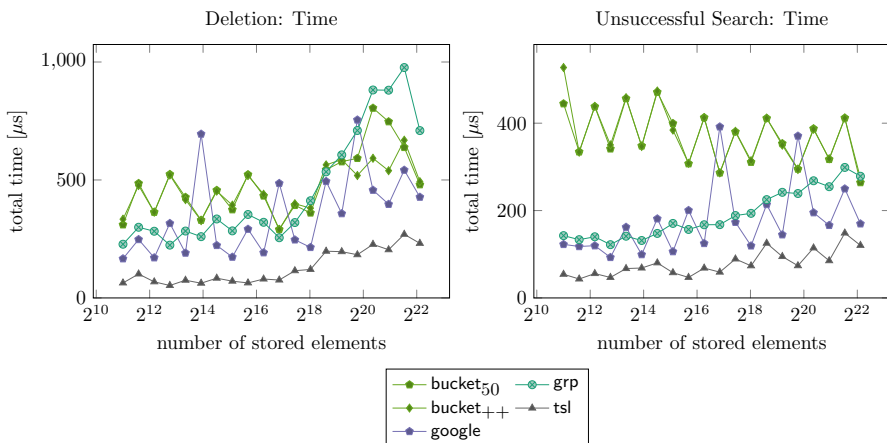 Deletion: Time
Unsuccessful Search: Time
1,000
500
0
total time [μs]
2^10 2^12 2^14 2^16 2^18 2^20 2^22
number of stored elements
400
200
0
total time [μs]
2^10 2^12 2^14 2^16 2^18 2^20 2^22
number of stored elements
bucket_50 grp
bucket_++ tsl
google